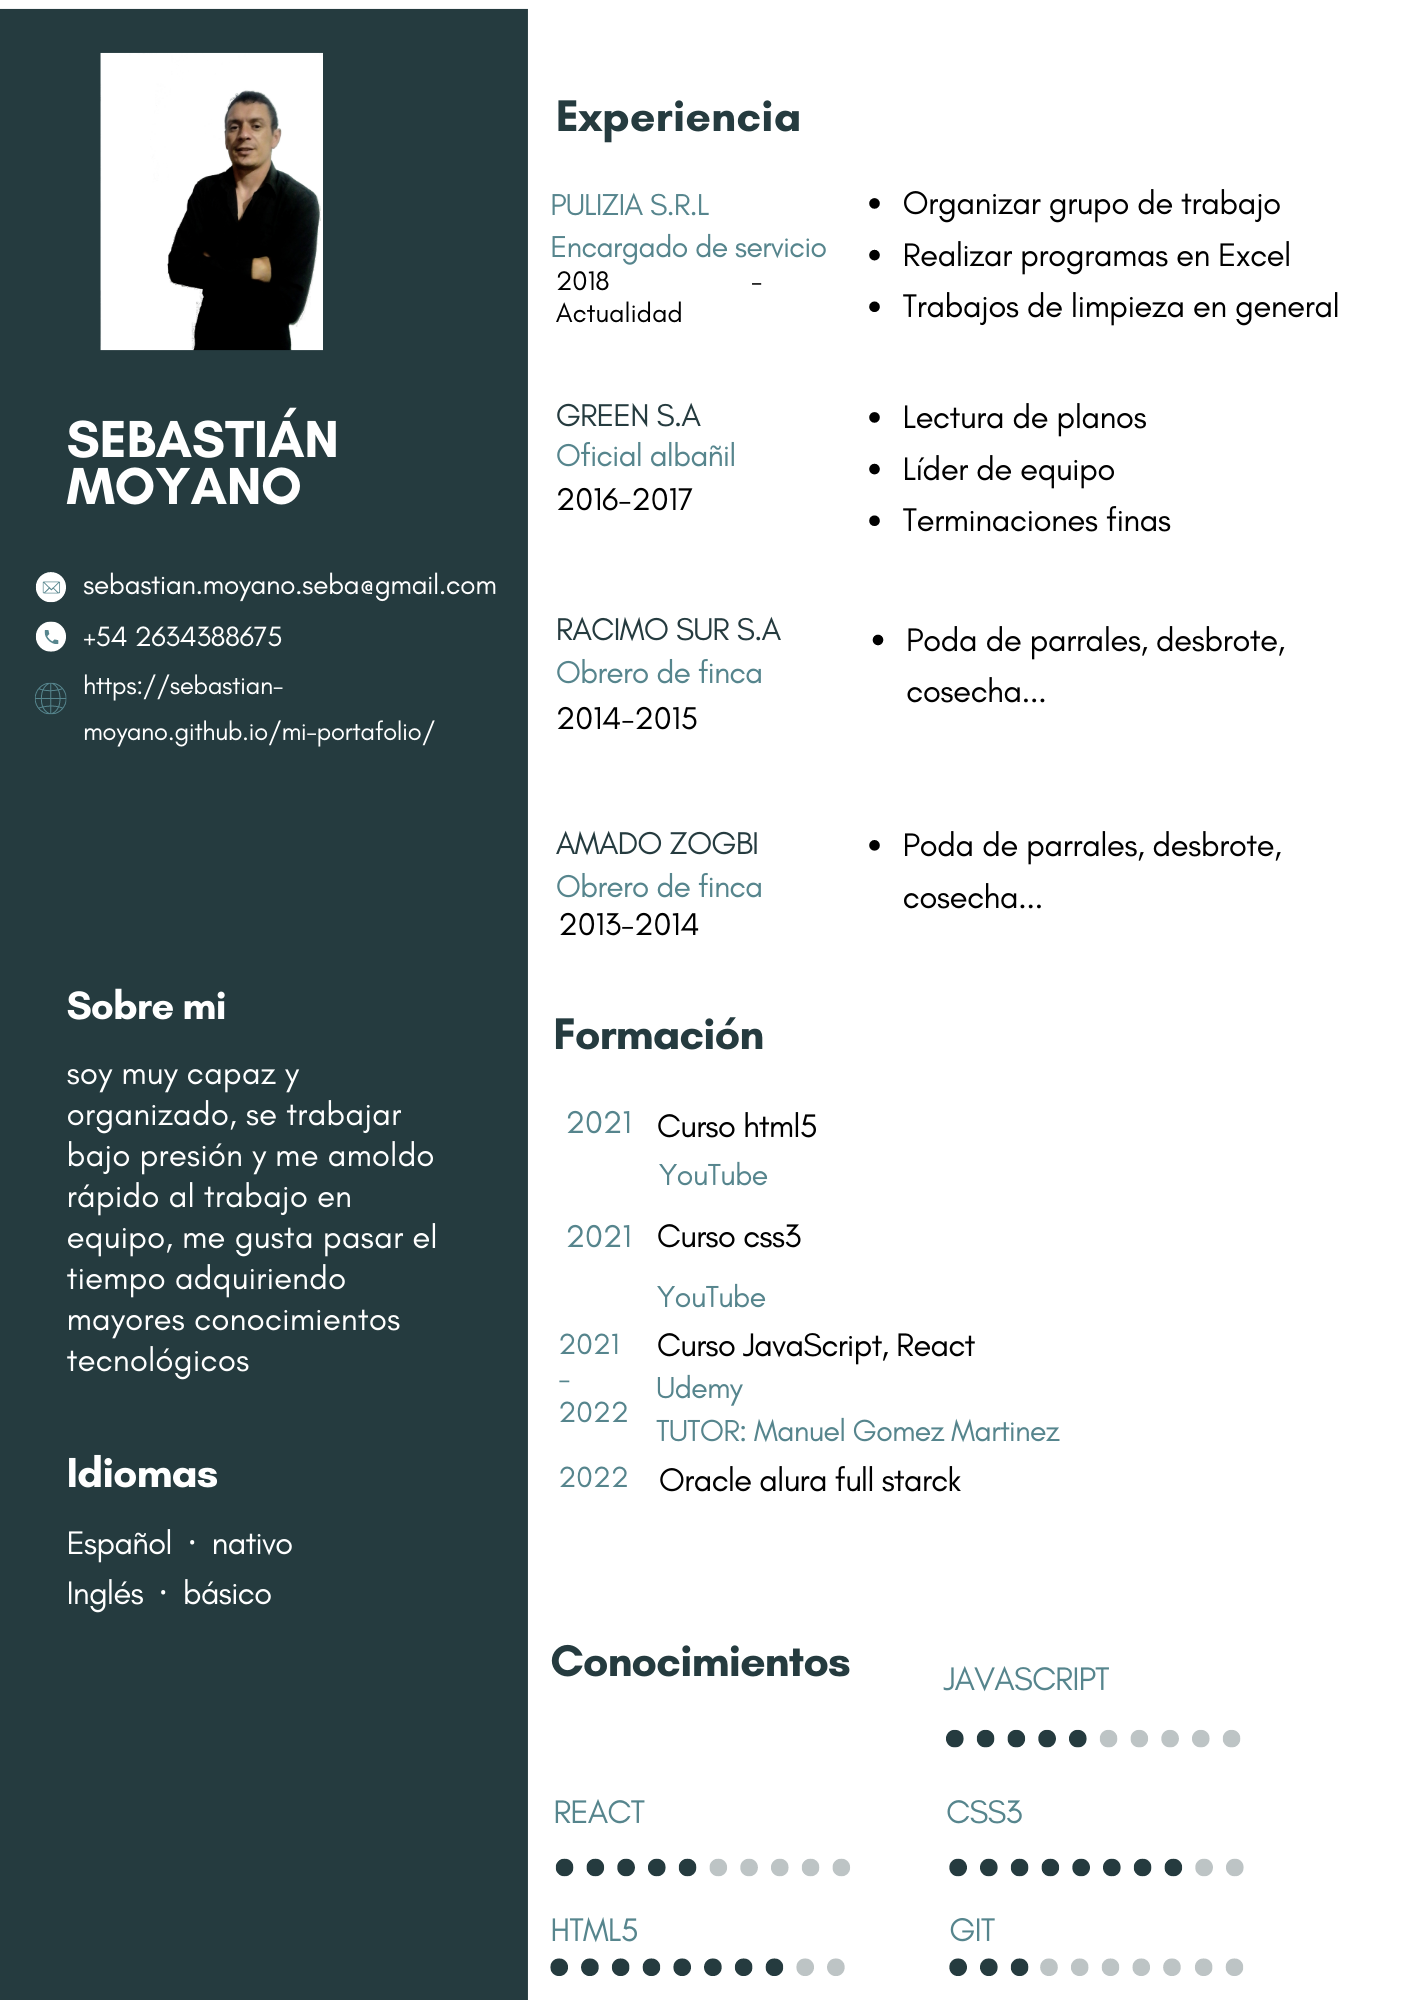 SEBASTIÁN
MOYANO
sebastian.moyano.seba@gmail.com
+54 2634388675
https://sebastian-
moyano.github.io/mi-portafolio/
Sobre mi
soy muy capaz y
organizado, se trabajar
bajo presión y me amoldo
rápido al trabajo en
equipo, me gusta pasar el
tiempo adquiriendo
mayores conocimientos
tecnológicos
Idiomas
Español · nativo
Inglés · básico
Experiencia
PULIZIA S.R.L
Encargado de servicio
2018 -
Actualidad
• Organizar grupo de trabajo
• Realizar programas en Excel
• Trabajos de limpieza en general
GREEN S.A
Oficial albañil
2016-2017
• Lectura de planos
• Líder de equipo
• Terminaciones finas
RACIMO SUR S.A
Obrero de finca
2014-2015
• Poda de parrales, desbrote,
cosecha...
AMADO ZOGBI
Obrero de finca
2013-2014
• Poda de parrales, desbrote,
cosecha...
Formación
2021 Curso html5
YouTube
2021 Curso css3
YouTube
2021
-
2022
Curso JavaScript, React
Udemy
TUTOR: Manuel Gomez Martinez
2022 Oracle alura full starck
Conocimientos
JAVASCRIPT
REACT
CSS3
HTML5
GIT